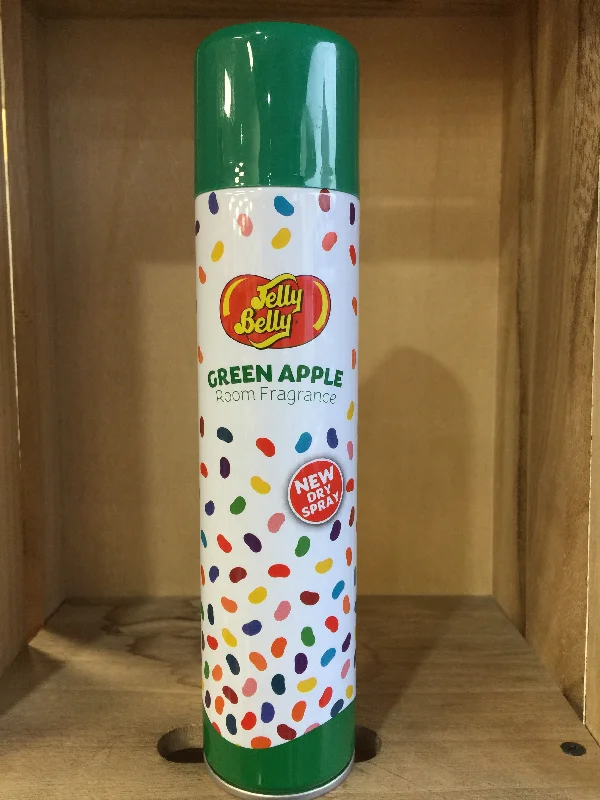 Jelly
Belly
GREEN APPLE
Room Fragrance
NEW
DRY
SPRAY